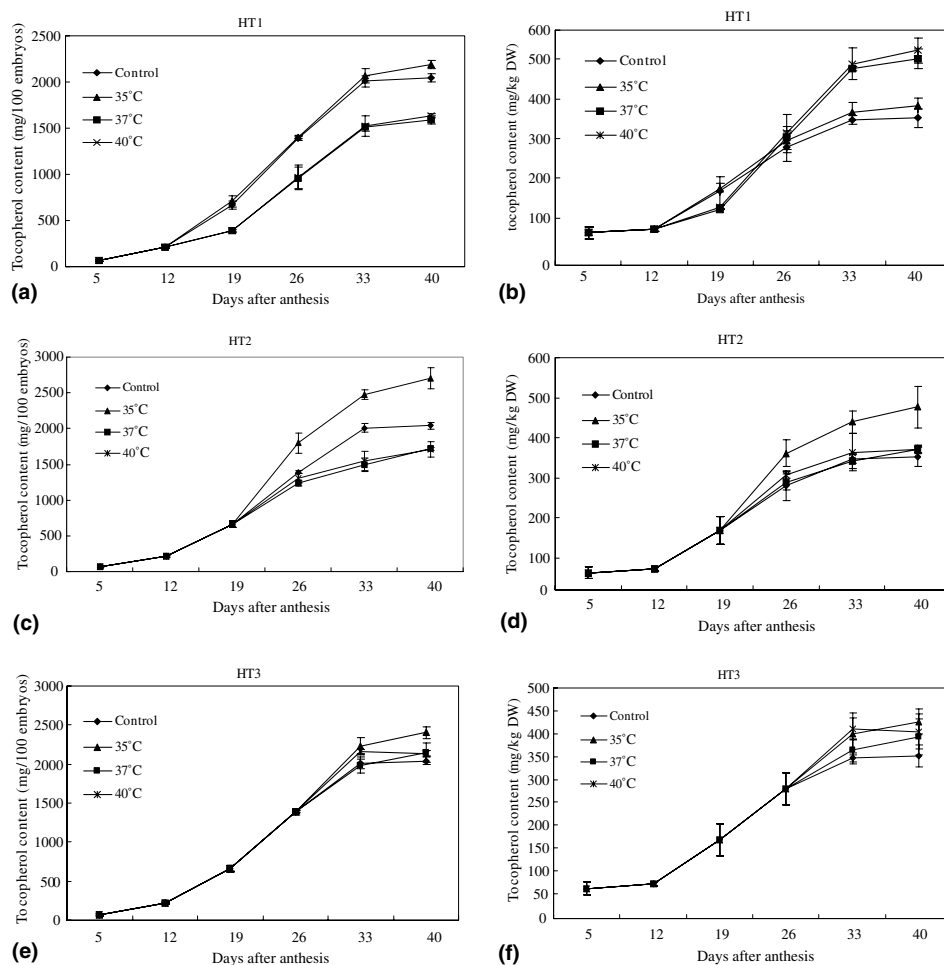 HT1
Tocopherol content (mg/100 embryos)
2500
2000
1500
1000
500
0
Control
35°C
37°C
40°C
5 12 19 26 33 40
Days after anthesis
(a)
HT1
tocopherol content (mg/kg DW)
600
500
400
300
200
100
0
Control
35°C
37°C
40°C
5 12 19 26 33 40
Days after anthesis
(b)
HT2
Tocopherol content (mg/100 embryos)
3000
2500
2000
1500
1000
500
0
Control
35°C
37°C
40°C
5 12 19 26 33 40
Days after anthesis
(c)
HT2
Tocopherol content (mg/kg DW)
600
500
400
300
200
100
0
Control
35°C
37°C
40°C
5 12 19 26 33 40
Days after anthesis
(d)
HT3
Tocopherol content (mg/100 embryos)
3000
2500
2000
1500
1000
500
0
Control
35°C
37°C
40°C
5 12 19 26 33 40
Days after anthesis
(e)
HT3
Tocopherol content (mg/kg DW)
500
450
400
350
300
250
200
150
100
50
0
Control
35°C
37°C
40°C
5 12 19 26 33 40
Days after anthesis
(f)